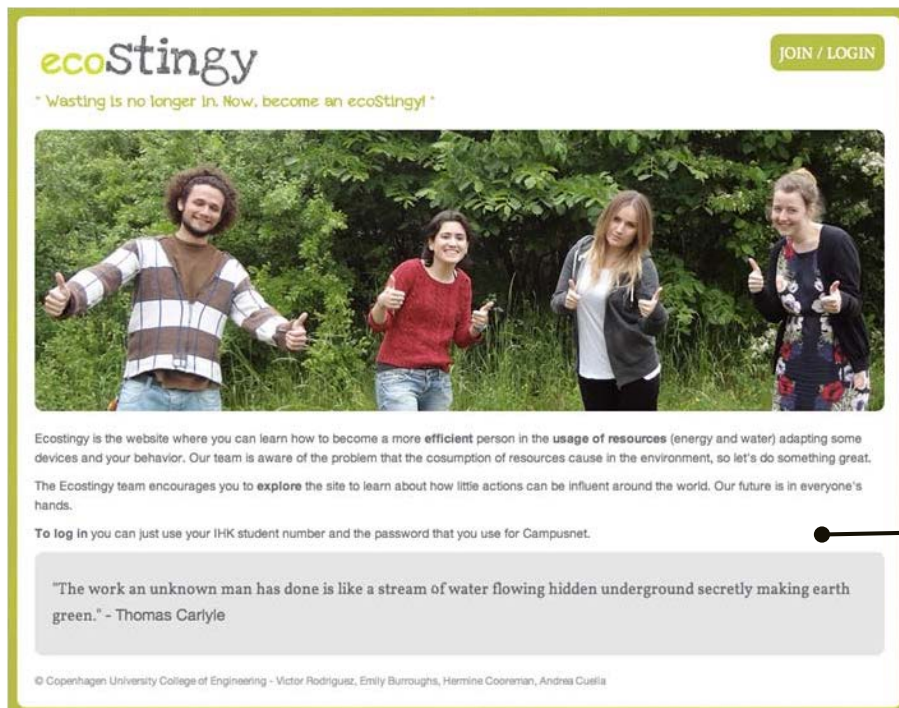 ecoStingy
JOIN / LOGIN
" Wasting is no longer in. Now, become an ecoStingy! "
Ecostingy is the website where you can learn how to become a more efficient person in the usage of resources (energy and water) adapting some
devices and your behavior. Our team is aware of the problem that the cosumption of resources cause in the environment, so let's do something great.
The Ecostingy team encourages you to explore the site to learn about how little actions can be influent around the world. Our future is in everyone's
hands.
To log in you can just use your IHK student number and the password that you use for Campusnet.
"The work an unknown man has done is like a stream of water flowing hidden underground secretly making earth
green." - Thomas Carlyle
© Copenhagen University College of Engineering - Victor Rodriguez, Emily Burroughs, Hermine Cooreman, Andrea Cuella